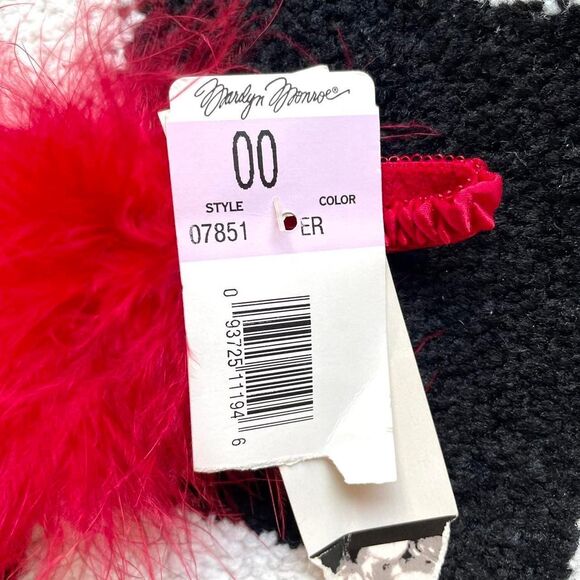 Marilyn Monroe®
00
STYLE COLOR
07851 ER
0 93725 11194 6